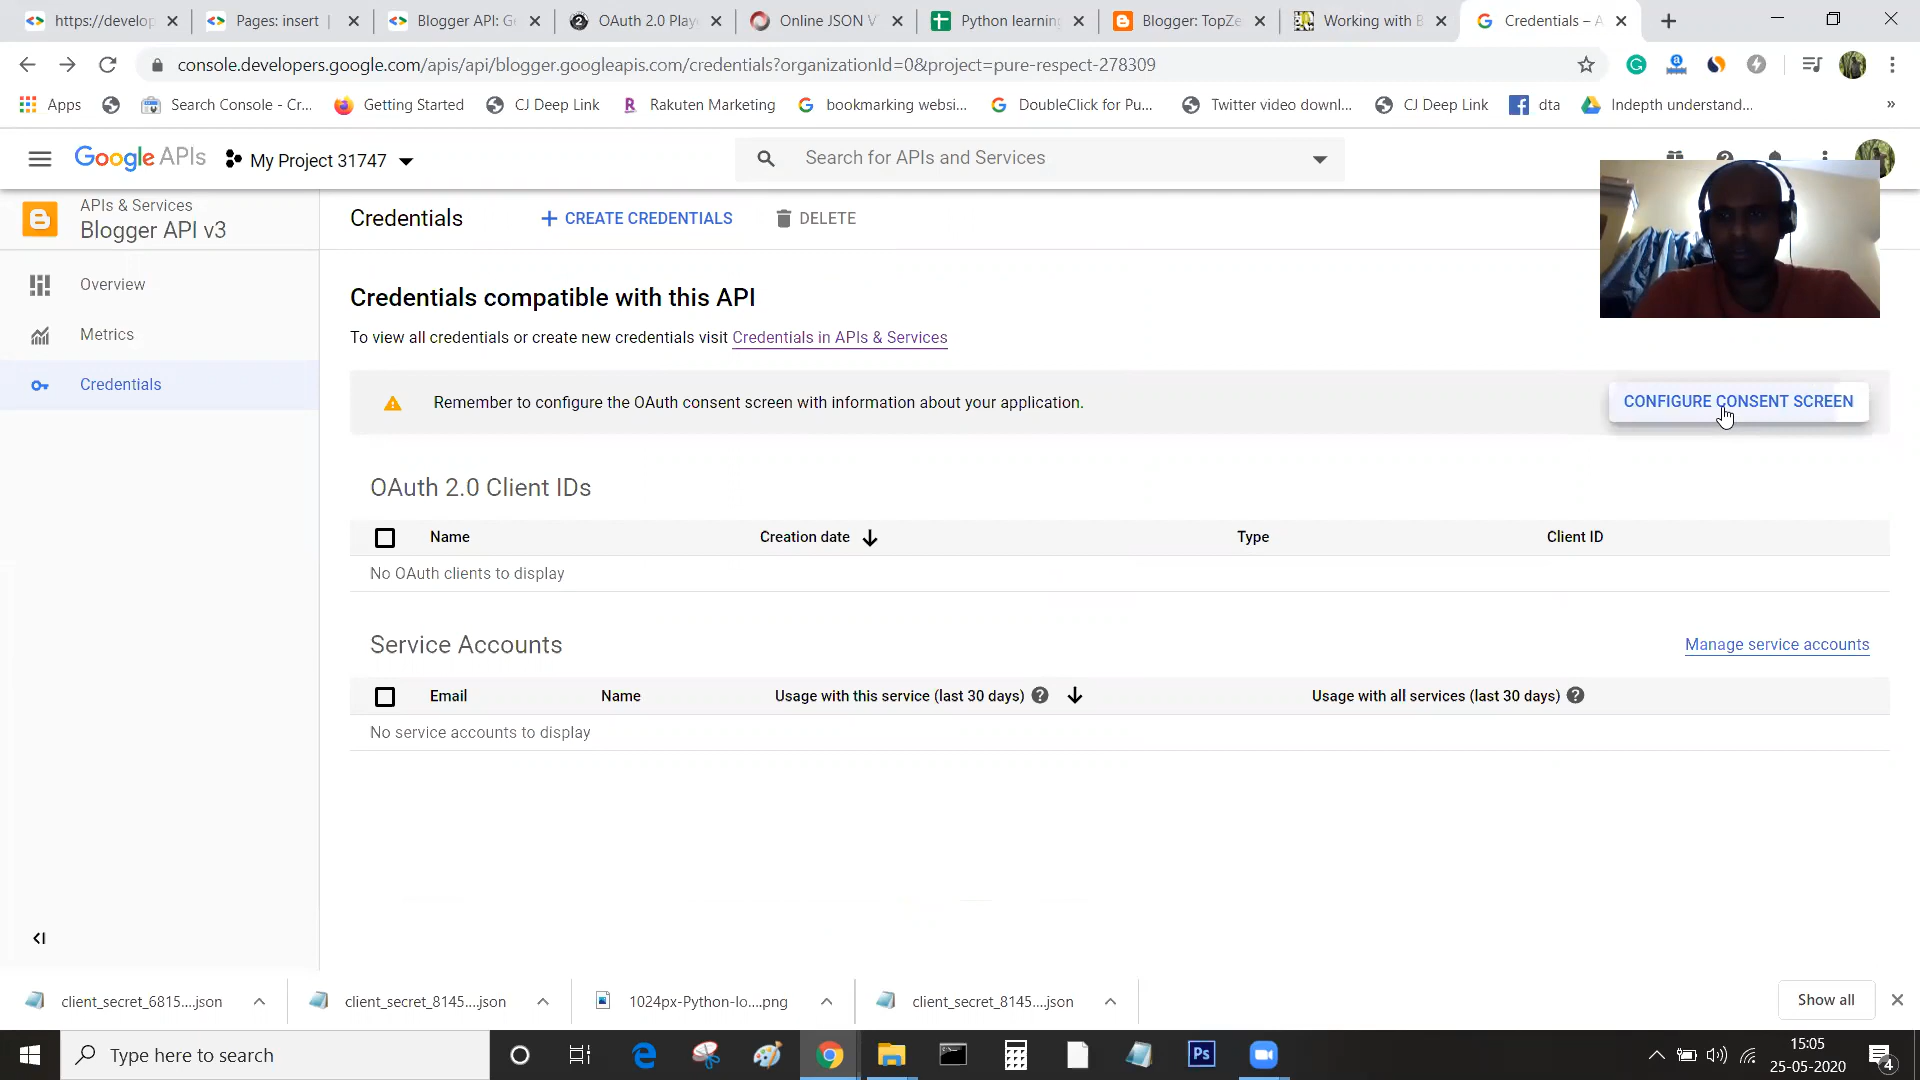 https://develop
Pages: insert |
Blogger API: G
OAuth 2.0 Play
Online JSON V
Python learning
Blogger: TopZe
Working with B
Credentials – A
console.developers.google.com/apis/api/blogger.googleapis.com/credentials?organizationId=0&project=pure-respect-278309
Apps
Search Console - Cr...
Getting Started
CJ Deep Link
Rakuten Marketing
bookmarking websi...
DoubleClick for Pu...
Twitter video downl...
CJ Deep Link
dta
Indepth understand...
»
Google APIs
My Project 31747
Search for APIs and Services
APIs & Services
Blogger API v3
Credentials
CREATE CREDENTIALS
DELETE
Overview
Metrics
Credentials
Credentials compatible with this API
To view all credentials or create new credentials visit Credentials in APIs & Services
Remember to configure the OAuth consent screen with information about your application.
CONFIGURE CONSENT SCREEN
OAuth 2.0 Client IDs
Name
Creation date
Type
Client ID
No OAuth clients to display
Service Accounts
Manage service accounts
Email
Name
Usage with this service (last 30 days)
Usage with all services (last 30 days)
No service accounts to display
client_secret_6815....json
client_secret_8145....json
1024px-Python-lo....png
client_secret_8145....json
Show all
Type here to search
Ps
15:05
25-05-2020
4